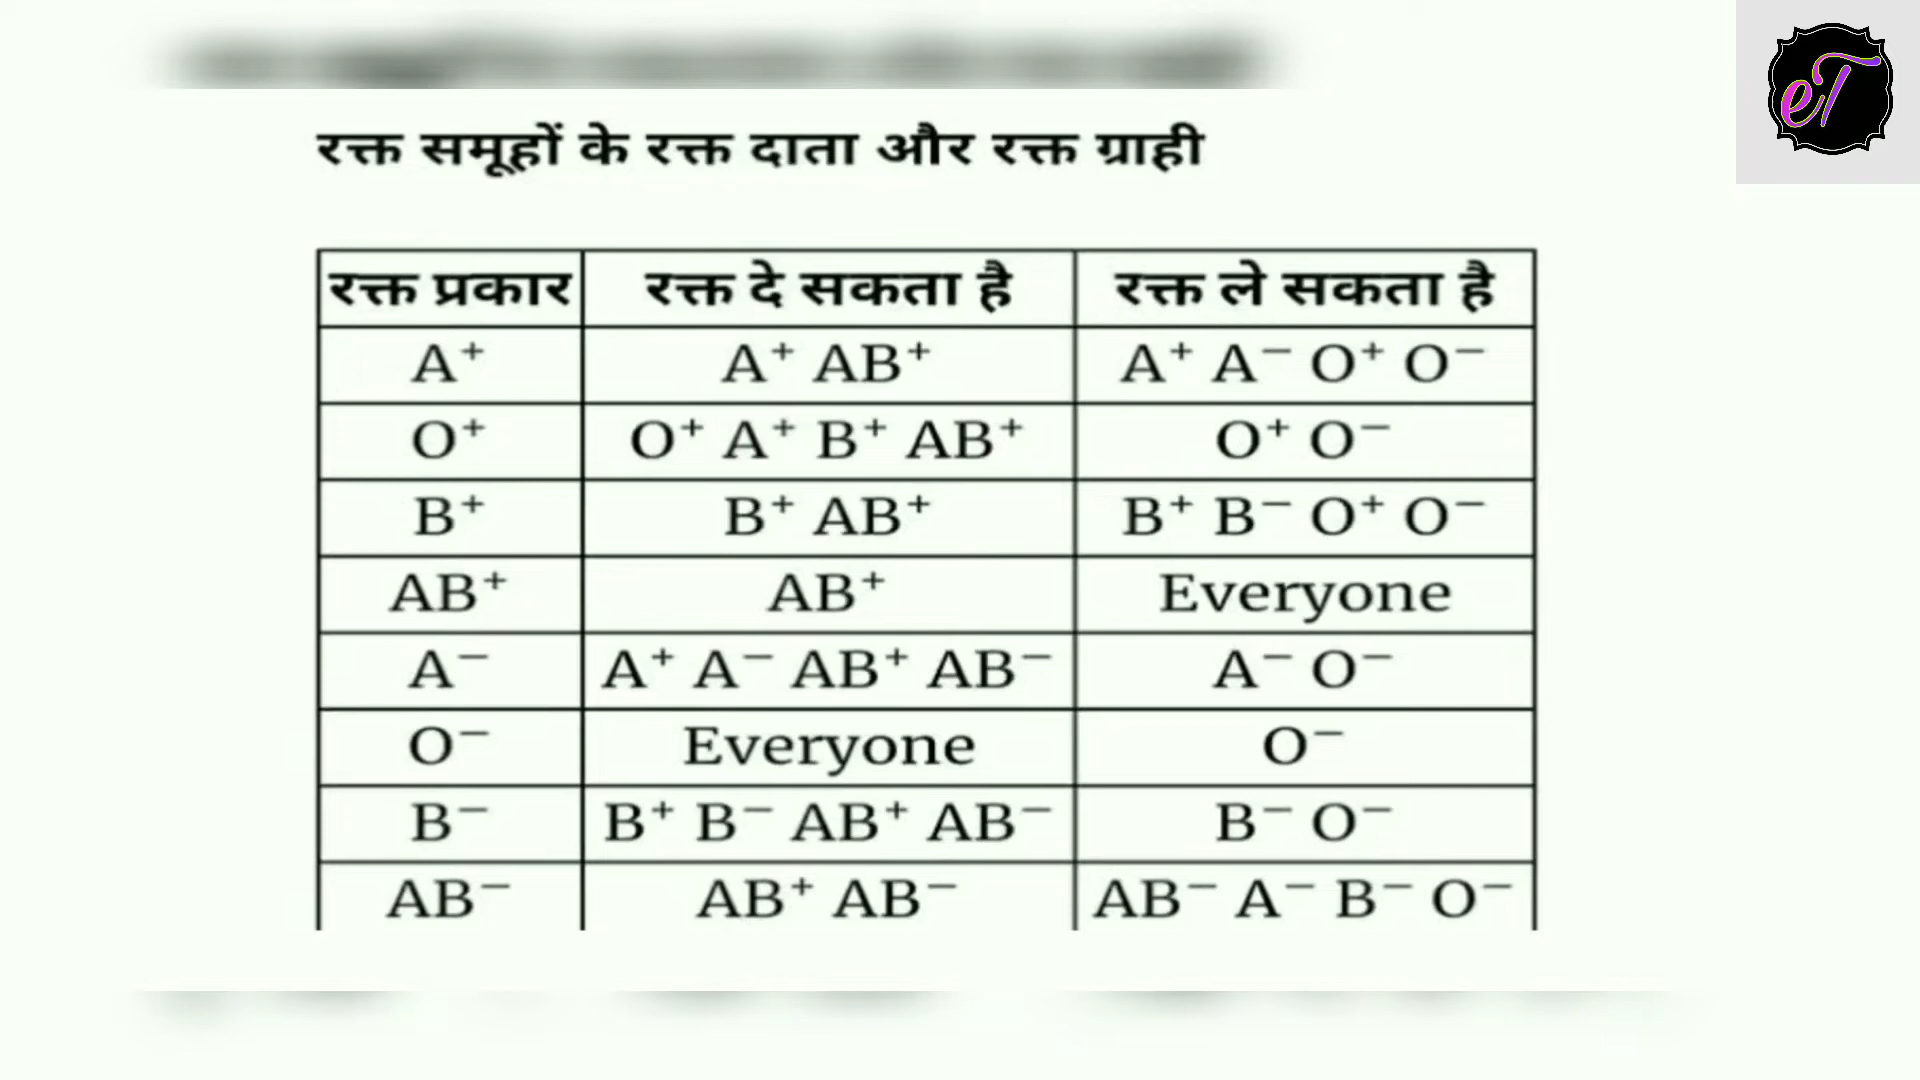 eT
रक्त समूहों के रक्त दाता और रक्त ग्राही
रक्त प्रकार रक्त दे सकता है रक्त ले सकता है
A⁺ A⁺ AB⁺ A⁺ A⁻ O⁺ O⁻
O⁺ O⁺ A⁺ B⁺ AB⁺ O⁺ O⁻
B⁺ B⁺ AB⁺ B⁺ B⁻ O⁺ O⁻
AB⁺ AB⁺ Everyone
A⁻ A⁺ A⁻ AB⁺ AB⁻ A⁻ O⁻
O⁻ Everyone O⁻
B⁻ B⁺ B⁻ AB⁺ AB⁻ B⁻ O⁻
AB⁻ AB⁺ AB⁻ AB⁻ A⁻ B⁻ O⁻